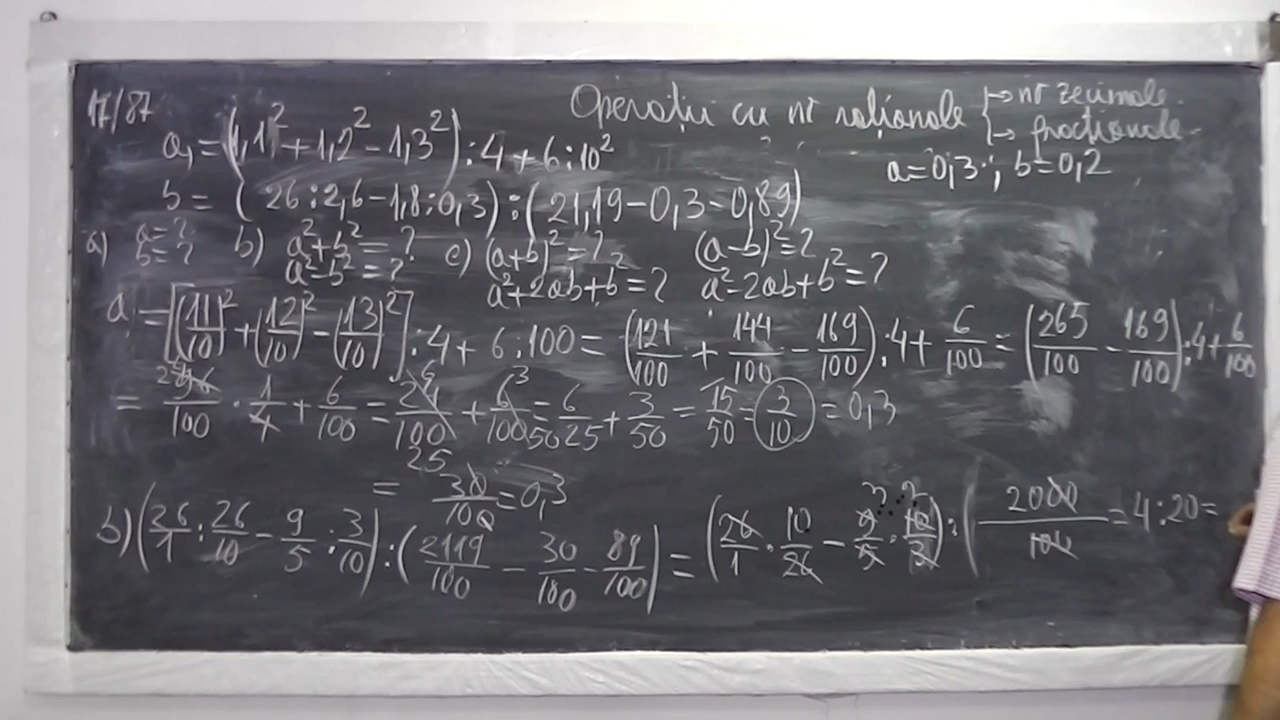 17/87
Operații cu nr raționale → nr zecimale
→ fracționale
a = (1,1² + 1,2² - 1,3²) : 4 + 6 : 10²
a = 0,3 ; b = 0,2
b = (26 : 2,6 - 1,8 : 0,3) : (21,19 - 0,3 - 0,89)
a) a = ? b) a² + b² = ? c) (a+b)² = ? (a-b)² = ?
b = ? a² - b² = ? a² + 2ab + b² = ? a² - 2ab + b² = ?
a = [(11/10)² + (12/10)² - (13/10)²] : 4 + 6 : 100 = (121/100 + 144/100 - 169/100) : 4 + 6/100 = (265/100 - 169/100) : 4 + 6/100
= 96/100 · 1/4 + 6/100 = 24/100 + 6/100 = 6/25 + 3/50 = 15/50 = 3/10 = 0,3
= 30/100 = 0,3
b) (26/1 : 26/10 - 9/5 : 3/10) : (2119/100 - 30/100 - 89/100) = (26/1 · 10/26 - 9/5 · 10/3) : (2000/100 = 4 : 20 =